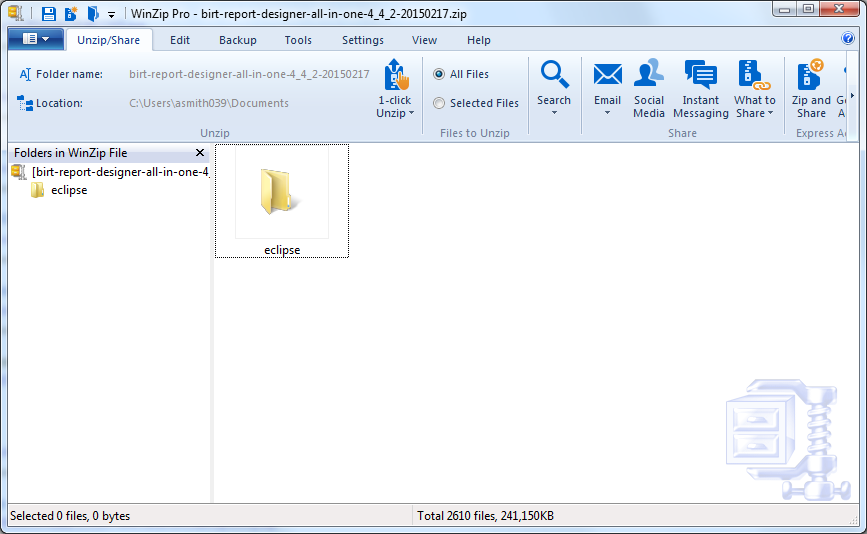 WinZip Pro - birt-report-designer-all-in-one-4_4_2-20150217.zip
Unzip/Share Edit Backup Tools Settings View Help
Folder name: birt-report-designer-all-in-one-4_4_2-20150217
Location: C:\Users\asmith039\Documents
1-click
Unzip
Unzip
All Files
Selected Files
Files to Unzip
Search
Email
Social
Media
Instant
Messaging
What to
Share
Share
Zip and
Share
Express
Folders in WinZip File
[birt-report-designer-all-in-one-4_
eclipse
eclipse
Selected 0 files, 0 bytes
Total 2610 files, 241,150KB